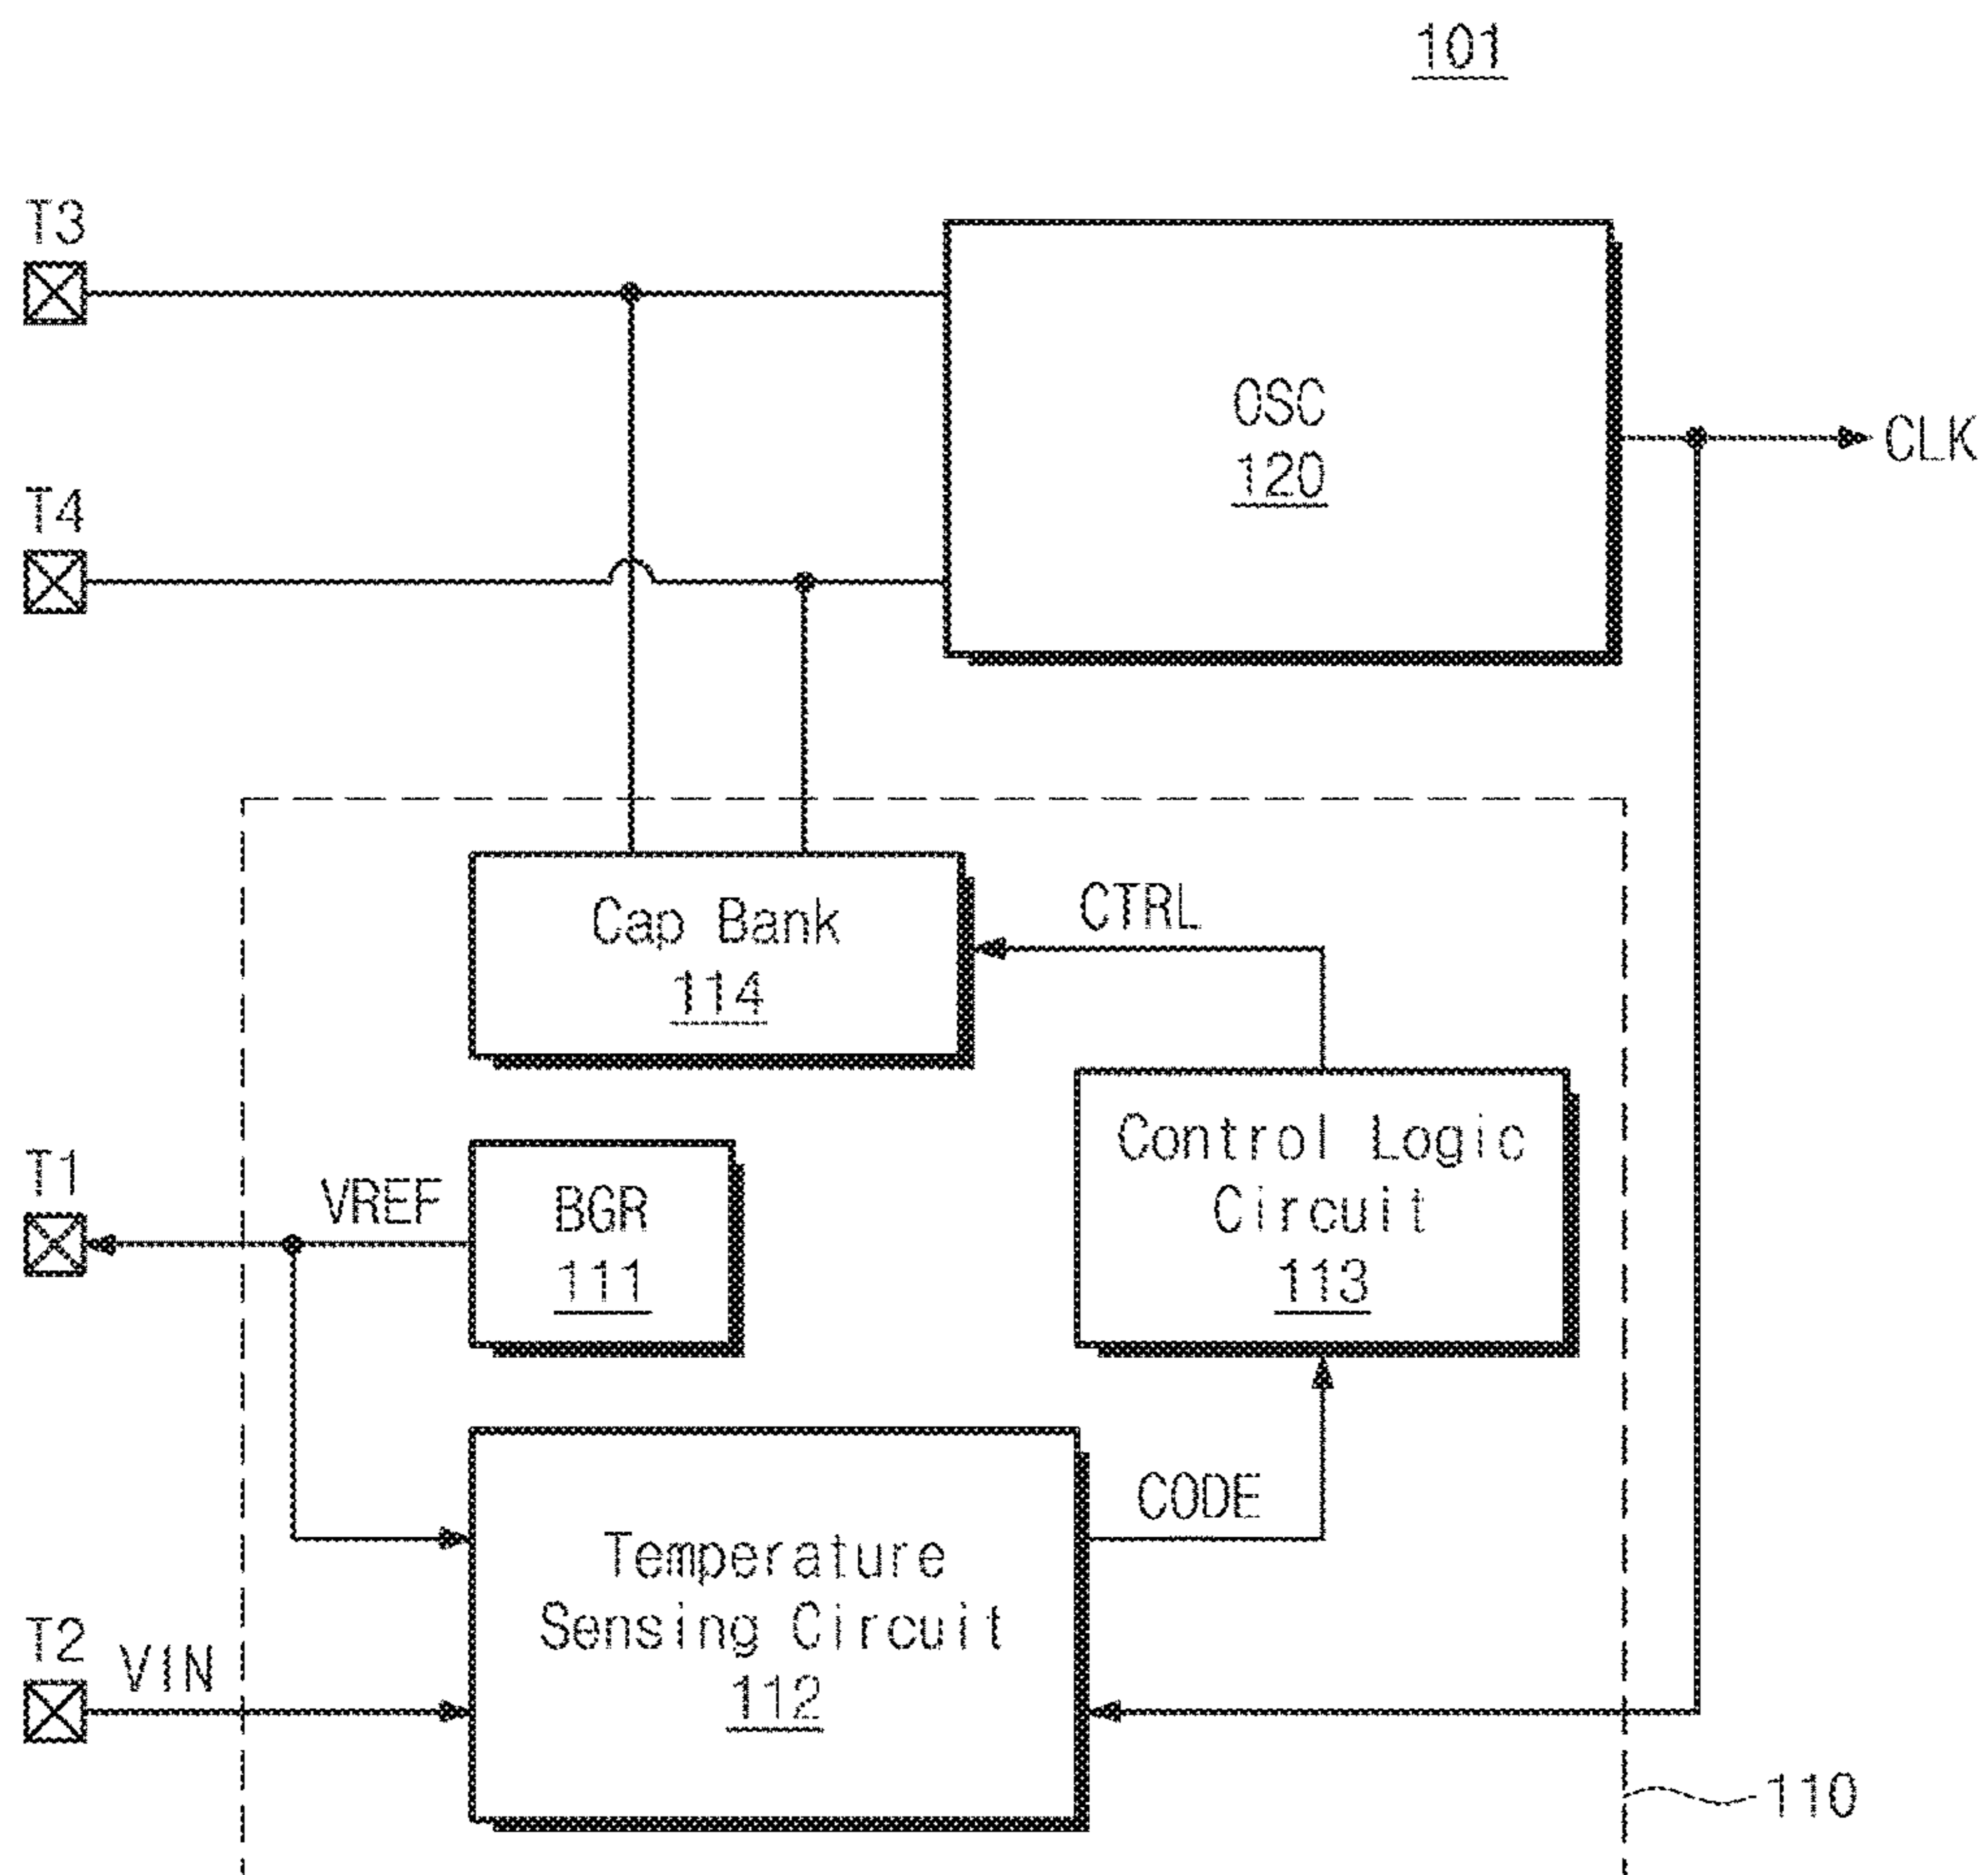 101
T3
OSC
120
CLK
T4
Cap Bank
114
CTRL
Control Logic
Circuit
113
T1
VREF
BGR
111
CODE
Temperature
Sensing Circuit
112
T2
VIN
110